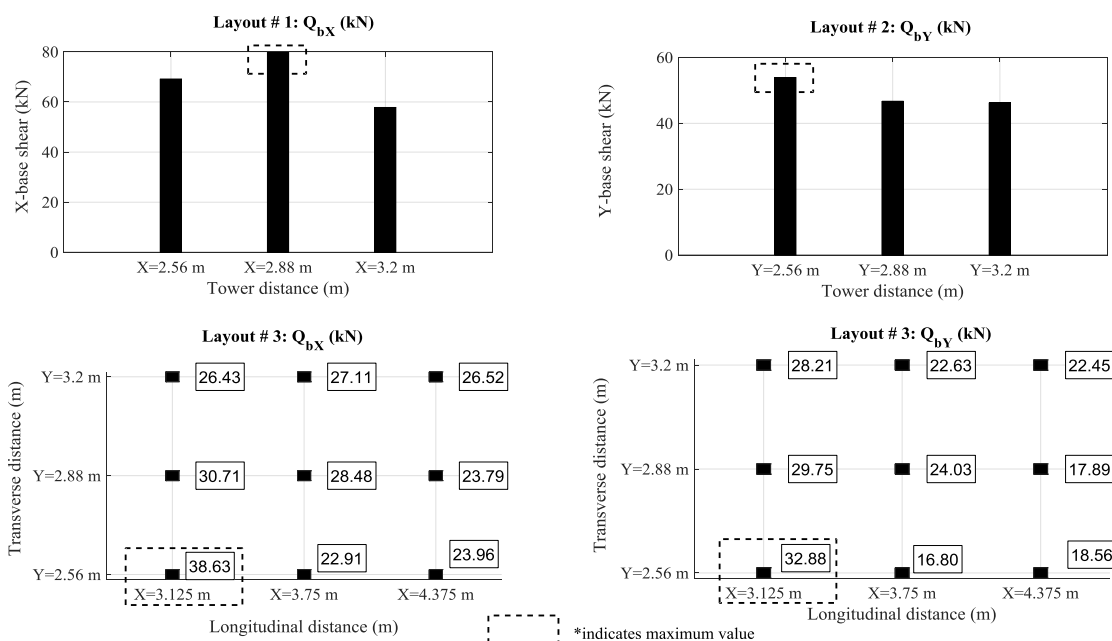 Layout # 1: QbX (kN)
X-base shear (kN)
80
60
40
20
0
X=2.56 m X=2.88 m X=3.2 m
Tower distance (m)
Layout # 2: QbY (kN)
Y-base shear (kN)
60
40
20
0
Y=2.56 m Y=2.88 m Y=3.2 m
Tower distance (m)
Layout # 3: QbX (kN)
Transverse distance (m)
Y=3.2 m 26.43 27.11 26.52
Y=2.88 m 30.71 28.48 23.79
Y=2.56 m 38.63 22.91 23.96
X=3.125 m X=3.75 m X=4.375 m
Longitudinal distance (m)
Layout # 3: QbY (kN)
Transverse distance (m)
Y=3.2 m 28.21 22.63 22.45
Y=2.88 m 29.75 24.03 17.89
Y=2.56 m 32.88 16.80 18.56
X=3.125 m X=3.75 m X=4.375 m
Longitudinal distance (m)
*indicates maximum value